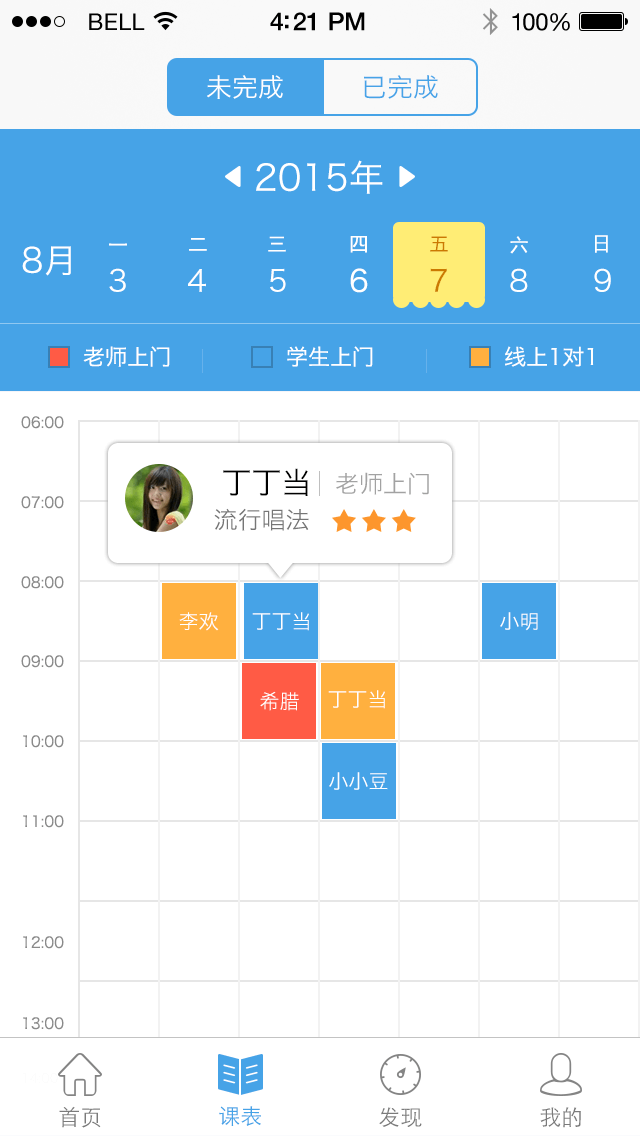 BELL 4:21 PM 100%
未完成 已完成
2015年
8月 一 二 三 四 五 六 日
3 4 5 6 7 8 9
老师上门 学生上门 线上1对1
06:00
丁丁当 老师上门
07:00
流行唱法
08:00
李欢 丁丁当 小明
09:00
希腊 丁丁当
10:00
小小豆
11:00
12:00
13:00
首页 课表 发现 我的